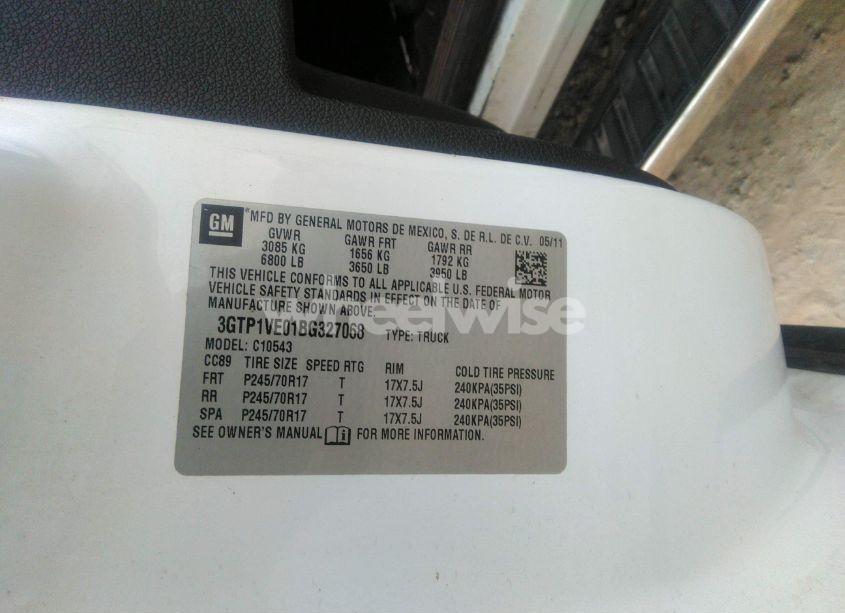 GM
*MFD BY GENERAL MOTORS DE MEXICO, S. DE R.L. DE C.V. 05/11
GVWR GAWR FRT GAWR RR
3085 KG 1656 KG 1792 KG
6800 LB 3650 LB 3950 LB
THIS VEHICLE CONFORMS TO ALL APPLICABLE U.S. FEDERAL MOTOR
VEHICLE SAFETY STANDARDS IN EFFECT ON THE DATE OF
MANUFACTURE SHOWN ABOVE.
wheelwise
3GTP1VE01BG327068 TYPE: TRUCK
MODEL: C10543
CC89 TIRE SIZE SPEED RTG RIM COLD TIRE PRESSURE
FRT P245/70R17 T 17X7.5J 240KPA(35PSI)
RR P245/70R17 T 17X7.5J 240KPA(35PSI)
SPA P245/70R17 T 17X7.5J 240KPA(35PSI)
SEE OWNER'S MANUAL FOR MORE INFORMATION.